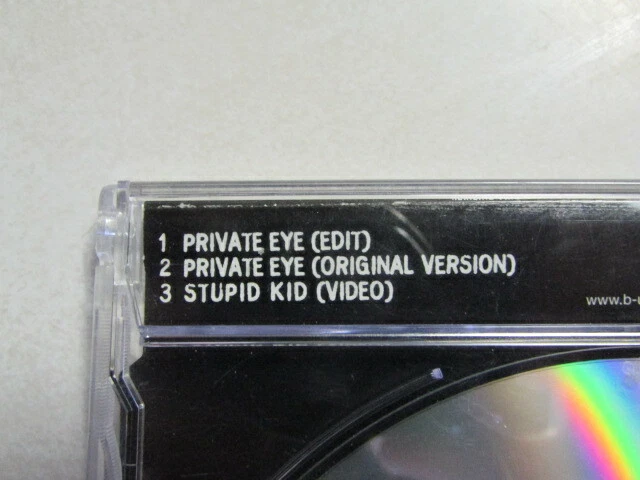 1 PRIVATE EYE (EDIT)
2 PRIVATE EYE (ORIGINAL VERSION)
3 STUPID KID (VIDEO)